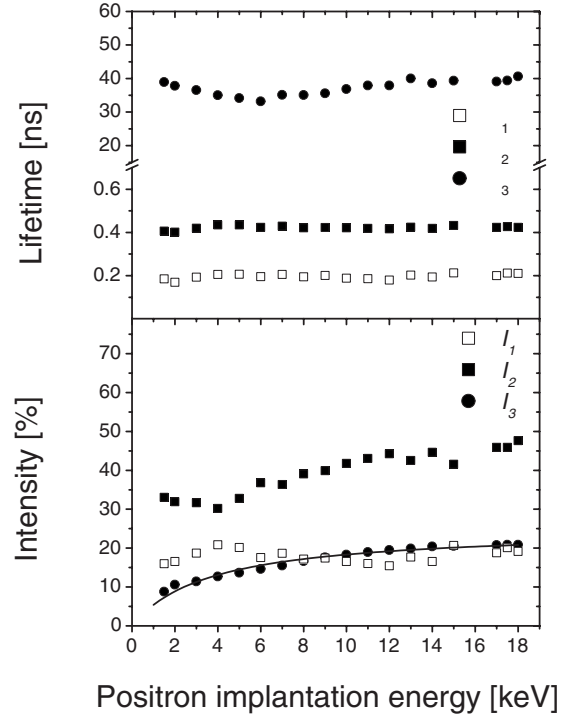 60
50
40
30
20
0.6
0.4
0.2
Lifetime [ns]
1
2
3
70
60
50
40
30
20
10
0
Intensity [%]
I1
I2
I3
0 2 4 6 8 10 12 14 16 18
Positron implantation energy [keV]